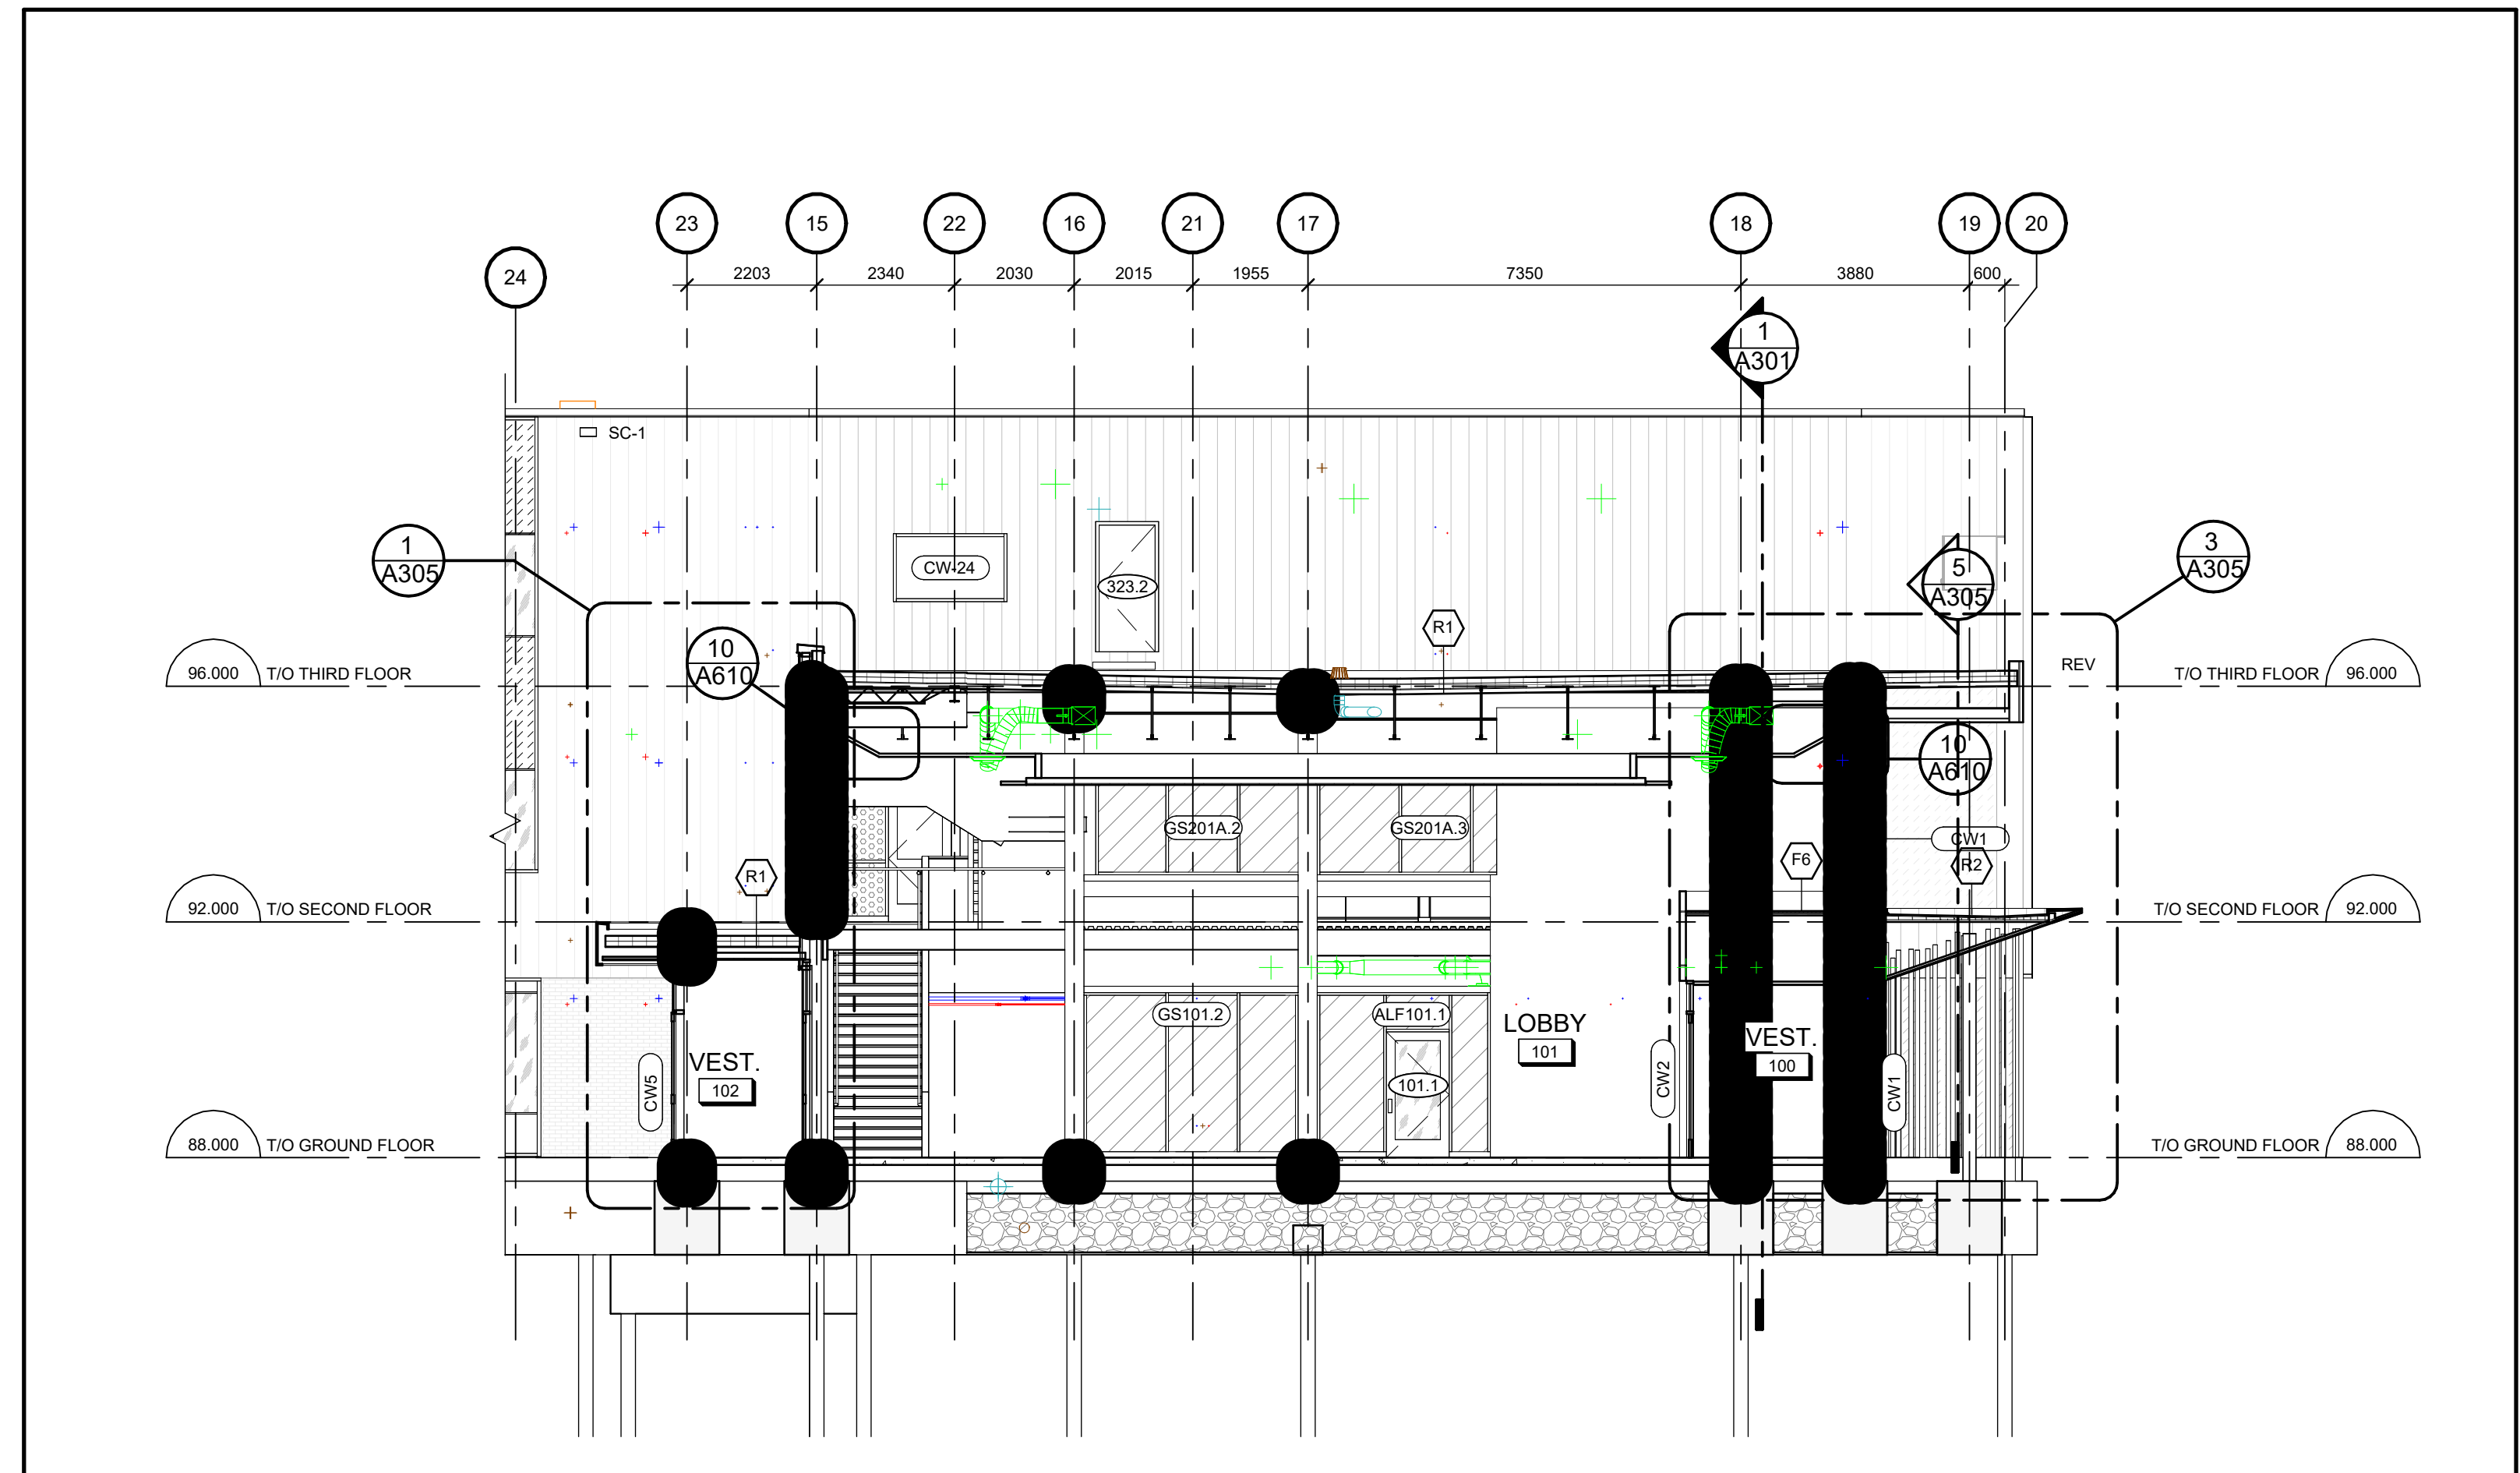 23 15 22 16 21 17 18 19 20
24
2203 2340 2030 2015 1955 7350 3880 600
1
A301
SC-1
1
A305
CW-24
323.2
5
A305
3
A305
R1
10
A610
REV
96.000 T/O THIRD FLOOR
T/O THIRD FLOOR 96.000
10
A610
GS201A.2
GS201A.3
CW1
F6
R2
R1
92.000 T/O SECOND FLOOR
T/O SECOND FLOOR 92.000
GS101.2
ALF101.1
LOBBY
101
VEST.
100
VEST.
102
CW5
101.1
CW2
CW1
88.000 T/O GROUND FLOOR
T/O GROUND FLOOR 88.000